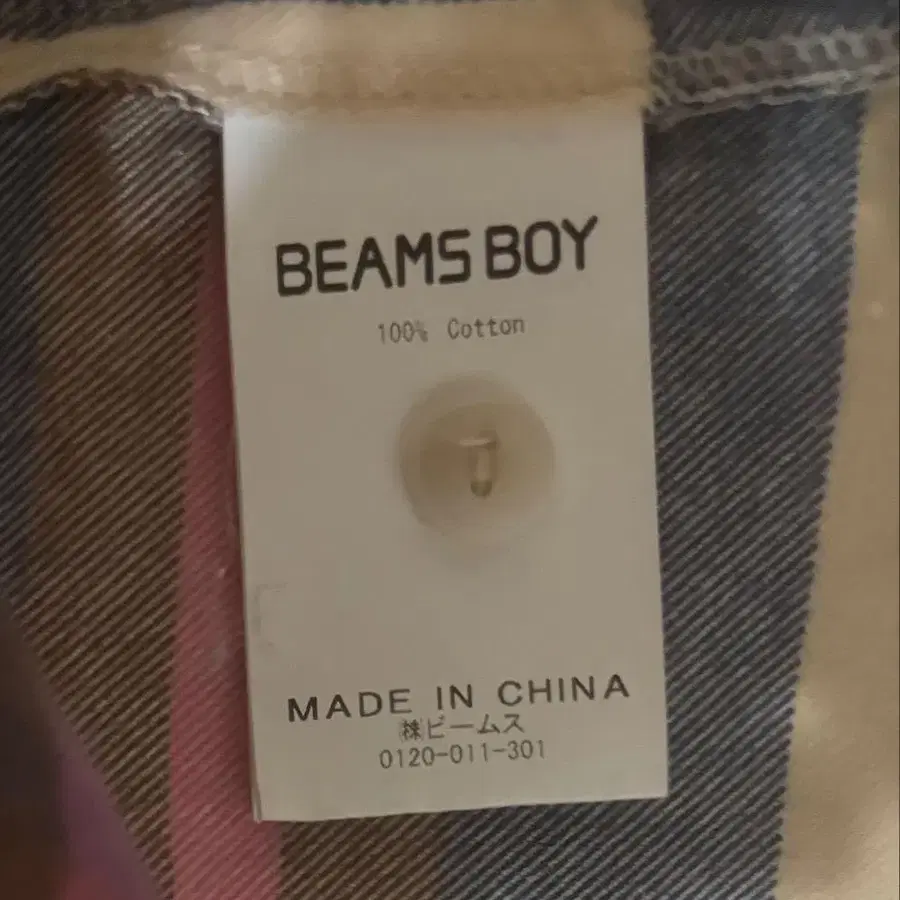 BEAMS BOY
100% Cotton
MADE IN CHINA
㈱ビームス
0120-011-301